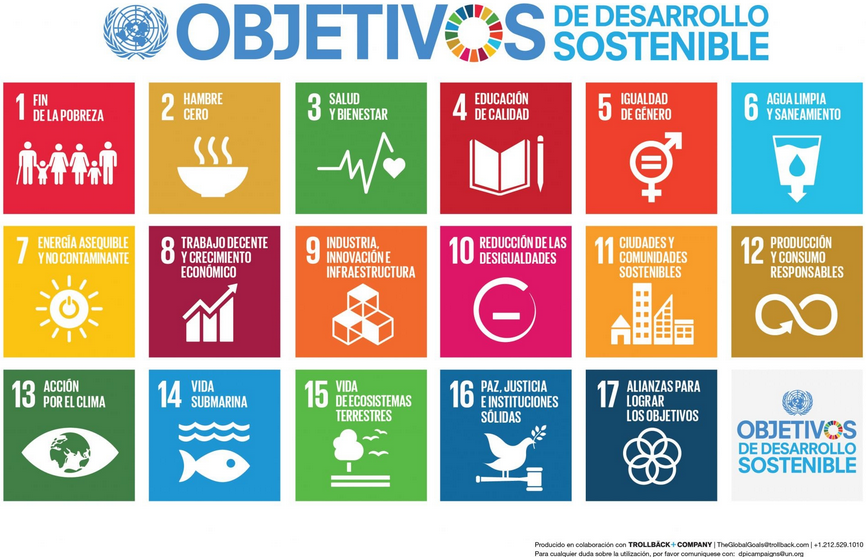 OBJETIVOS
DE DESARROLLO
SOSTENIBLE
1 FIN
DE LA POBREZA
2 HAMBRE
CERO
3 SALUD
Y BIENESTAR
4 EDUCACIÓN
DE CALIDAD
5 IGUALDAD
DE GÉNERO
6 AGUA LIMPIA
Y SANEAMIENTO
7 ENERGÍA ASEQUIBLE
Y NO CONTAMINANTE
8 TRABAJO DECENTE
Y CRECIMIENTO
ECONÓMICO
9 INDUSTRIA,
INNOVACIÓN E
INFRAESTRUCTURA
10 REDUCCIÓN DE LAS
DESIGUALDADES
11 CIUDADES Y
COMUNIDADES
SOSTENIBLES
12 PRODUCCIÓN
Y CONSUMO
RESPONSABLES
13 ACCIÓN
POR EL CLIMA
14 VIDA
SUBMARINA
15 VIDA
DE ECOSISTEMAS
TERRESTRES
16 PAZ, JUSTICIA
E INSTITUCIONES
SÓLIDAS
17 ALIANZAS PARA
LOGRAR
LOS OBJETIVOS
OBJETIVOS
DE DESARROLLO
SOSTENIBLE
Producido en colaboración con TROLLBÄCK+COMPANY | TheGlobalGoals@trollback.com | +1.212.529.1010
Para cualquier duda sobre la utilización, por favor comuniquese con: dpicampaigns@un.org